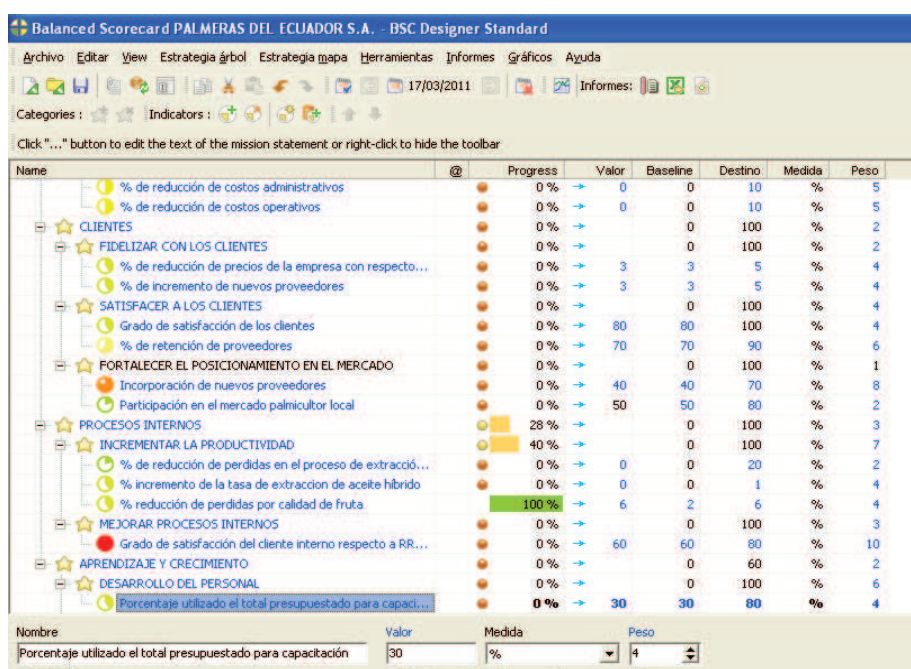 Balanced Scorecard PALMERAS DEL ECUADOR S.A. - BSC Designer Standard
Archivo Editar View Estrategia árbol Estrategia mapa Herramientas Informes Gráficos Ayuda
17/03/2011 Informes:
Categories : Indicators :
Click "..." button to edit the text of the mission statement or right-click to hide the toolbar
Name @ Progress Valor Baseline Destino Medida Peso
% de reducción de costos administrativos 0 % 0 0 10 % 5
% de reducción de costos operativos 0 % 0 0 10 % 5
CLIENTES 0 % 0 100 % 2
FIDELIZAR CON LOS CLIENTES 0 % 0 100 % 2
% de reducción de precios de la empresa con respecto... 0 % 3 3 5 % 4
% de incremento de nuevos proveedores 0 % 3 3 5 % 4
SATISFACER A LOS CLIENTES 0 % 0 100 % 4
Grado de satisfacción de los clientes 0 % 80 80 100 % 4
% de retención de proveedores 0 % 70 70 90 % 6
FORTALECER EL POSICIONAMIENTO EN EL MERCADO 0 % 0 100 % 1
Incorporación de nuevos proveedores 0 % 40 40 70 % 8
Participación en el mercado palmicultor local 0 % 50 50 80 % 2
PROCESOS INTERNOS 28 % 0 100 % 3
INCREMENTAR LA PRODUCTIVIDAD 40 % 0 100 % 7
% de reducción de perdidas en el proceso de extracció... 0 % 0 0 20 % 2
% incremento de la tasa de extraccion de aceite híbrido 0 % 0 0 1 % 4
% reducción de perdidas por calidad de fruta 100 % 6 2 6 % 4
MEJORAR PROCESOS INTERNOS 0 % 0 100 % 3
Grado de satisfacción del cliente interno respecto a RR... 0 % 60 60 80 % 10
APRENDIZAJE Y CRECIMIENTO 0 % 0 60 % 2
DESARROLLO DEL PERSONAL 0 % 0 100 % 6
Porcentaje utilizado el total presupuestado para capaci... 0 % 30 30 80 % 4
Nombre Valor Medida Peso
Porcentaje utilizado el total presupuestado para capacitación 30 % 4